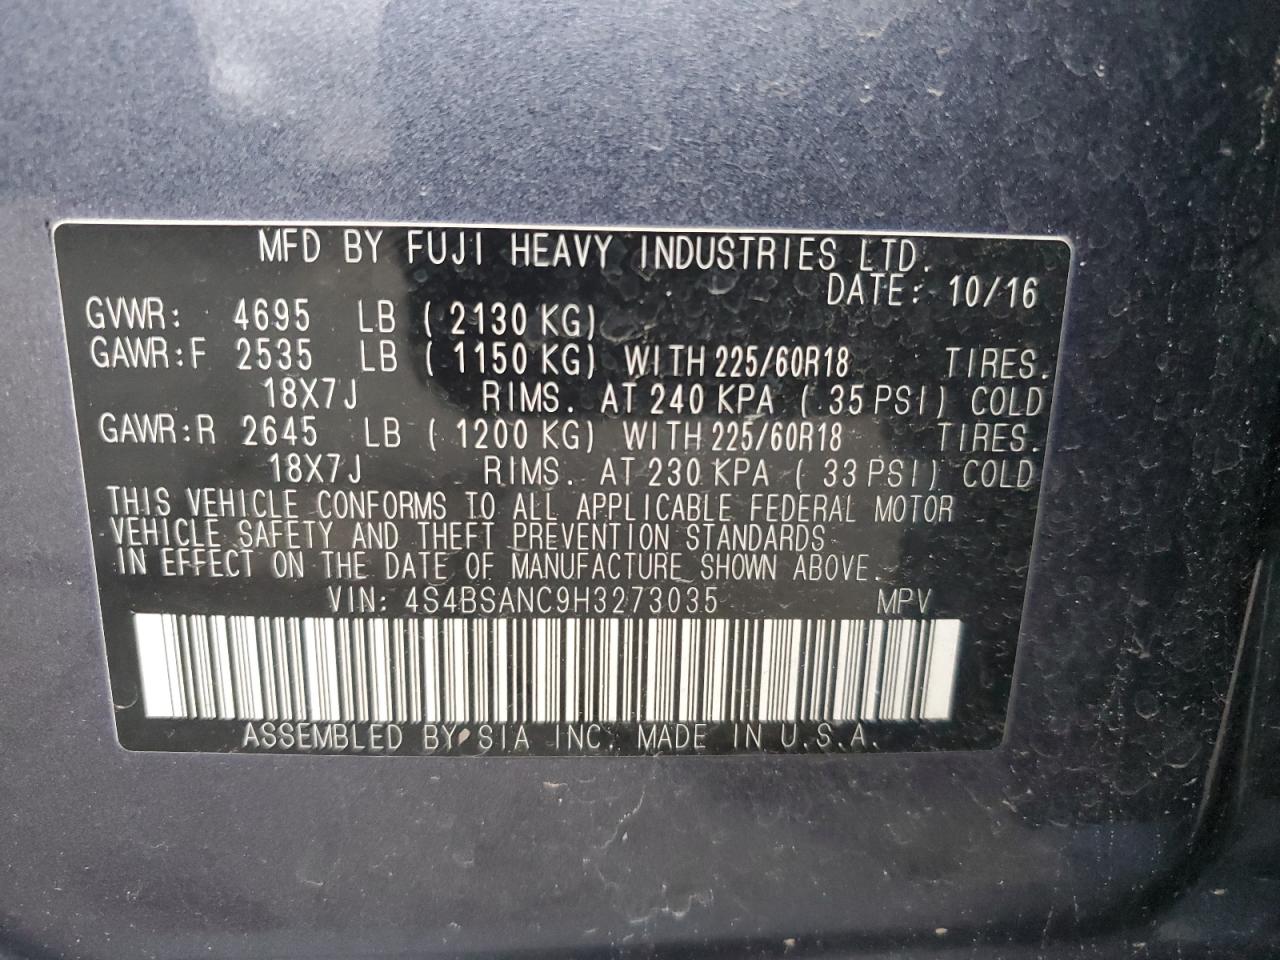 MFD BY FUJI HEAVY INDUSTRIES LTD.
DATE: 10/16
GVWR: 4695 LB ( 2130 KG)
GAWR:F 2535 LB ( 1150 KG) WITH 225/60R18 TIRES.
18X7J RIMS. AT 240 KPA ( 35 PSI) COLD
GAWR:R 2645 LB ( 1200 KG) WITH 225/60R18 TIRES.
18X7J RIMS. AT 230 KPA ( 33 PSI) COLD
THIS VEHICLE CONFORMS TO ALL APPLICABLE FEDERAL MOTOR
VEHICLE SAFETY AND THEFT PREVENTION STANDARDS
IN EFFECT ON THE DATE OF MANUFACTURE SHOWN ABOVE.
VIN: 4S4BSANC9H3273035 MPV
ASSEMBLED BY SIA INC. MADE IN U.S.A.